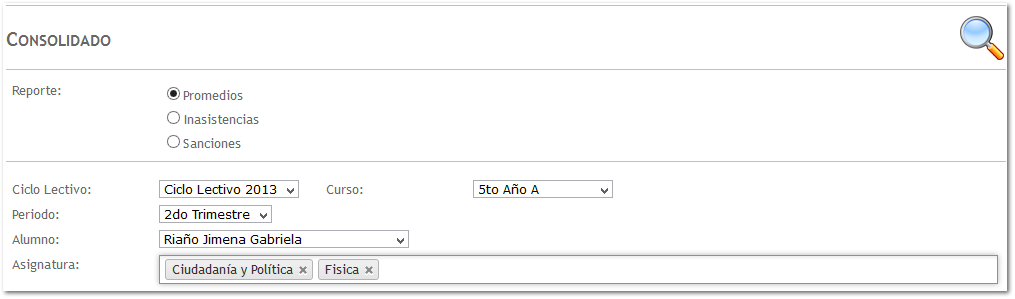 CONSOLIDADO
Reporte:
Promedios
Inasistencias
Sanciones
Ciclo Lectivo: Ciclo Lectivo 2013 Curso: 5to Año A
Periodo: 2do Trimestre
Alumno: Riaño Jimena Gabriela
Asignatura: Ciudadanía y Política Fisica